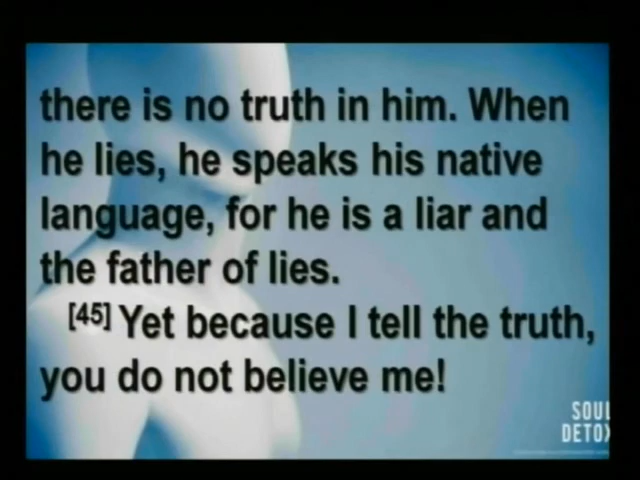 there is no truth in him. When
he lies, he speaks his native
language, for he is a liar and
the father of lies.
[45] Yet because I tell the truth,
you do not believe me!
SOUL
DETOX